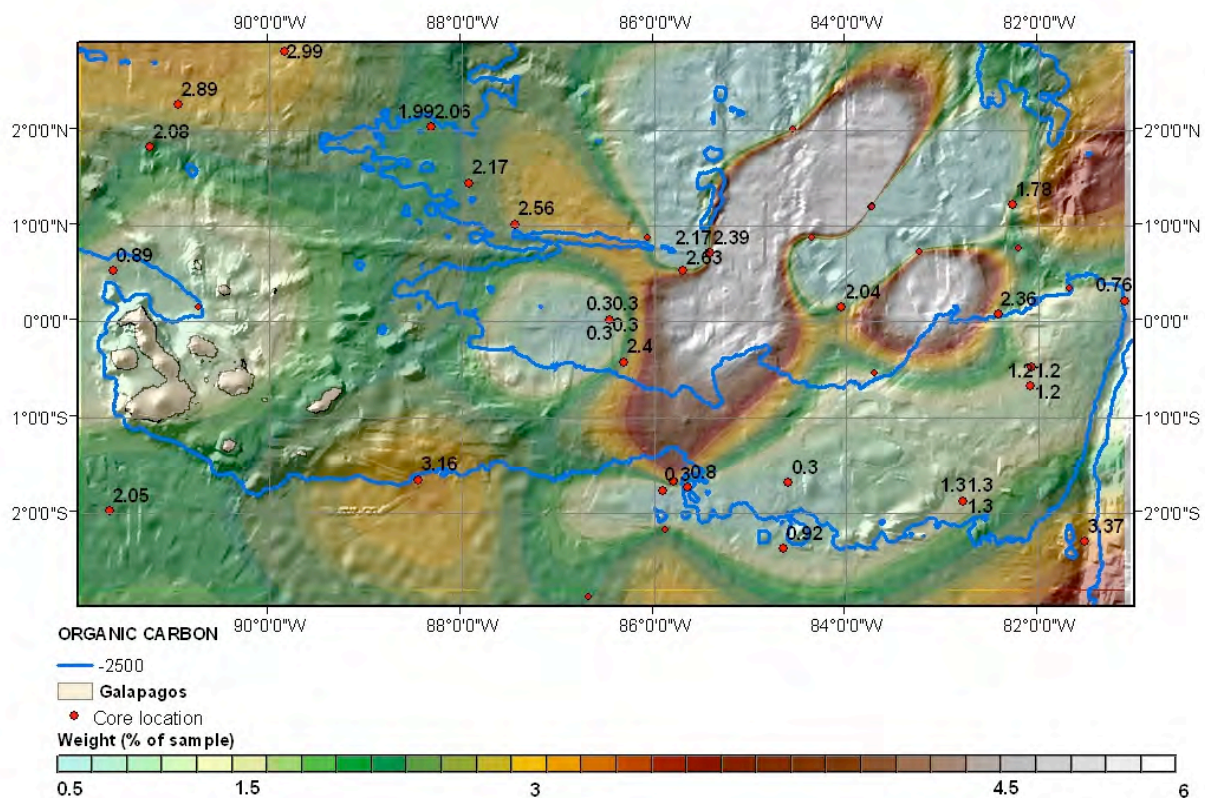 90°0'0"W 88°0'0"W 86°0'0"W 84°0'0"W 82°0'0"W
2.99
2.89
1.992.06
2°0'0"N 2°0'0"N
2.08
2.17
1.78
2.56
1°0'0"N 1°0'0"N
2.172.39
0.89 2.63
0.76
0.30.3 2.04 2.36
0°0'0" 0.3 0°0'0"
0.3
2.4
1.21.2
1.2
1°0'0"S 1°0'0"S
3.16 0.30.8 0.3
1.31.3
2.05 1.3
2°0'0"S 2°0'0"S
0.92 3.37
90°0'0"W 88°0'0"W 86°0'0"W 84°0'0"W 82°0'0"W
ORGANIC CARBON
-2500
Galapagos
Core location
Weight (% of sample)
0.5 1.5 3 4.5 6